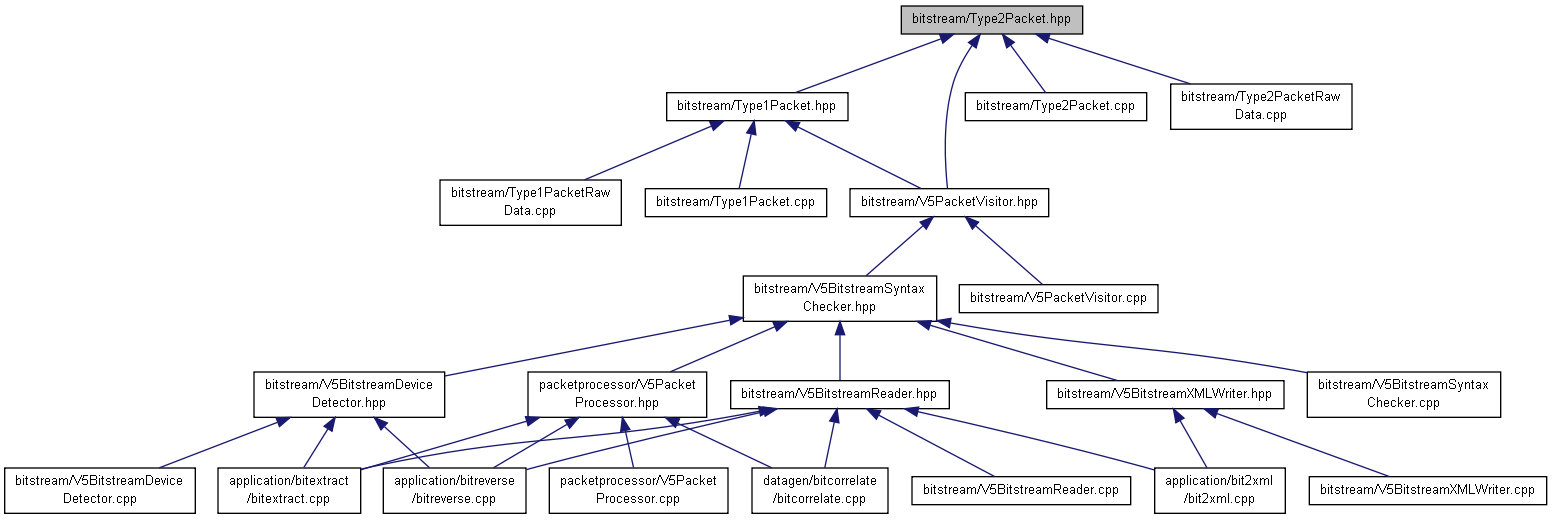 bitstream/Type2Packet.hpp
bitstream/Type1Packet.hpp
bitstream/Type2Packet.cpp
bitstream/Type2PacketRaw
Data.cpp
bitstream/Type1PacketRaw
Data.cpp
bitstream/Type1Packet.cpp
bitstream/V5PacketVisitor.hpp
bitstream/V5BitstreamSyntax
Checker.hpp
bitstream/V5PacketVisitor.cpp
bitstream/V5BitstreamDevice
Detector.hpp
packetprocessor/V5Packet
Processor.hpp
bitstream/V5BitstreamReader.hpp
bitstream/V5BitstreamXMLWriter.hpp
bitstream/V5BitstreamSyntax
Checker.cpp
bitstream/V5BitstreamDevice
Detector.cpp
application/bitextract
/bitextract.cpp
application/bitreverse
/bitreverse.cpp
packetprocessor/V5Packet
Processor.cpp
datagen/bitcorrelate
/bitcorrelate.cpp
bitstream/V5BitstreamReader.cpp
application/bit2xml
/bit2xml.cpp
bitstream/V5BitstreamXMLWriter.cpp